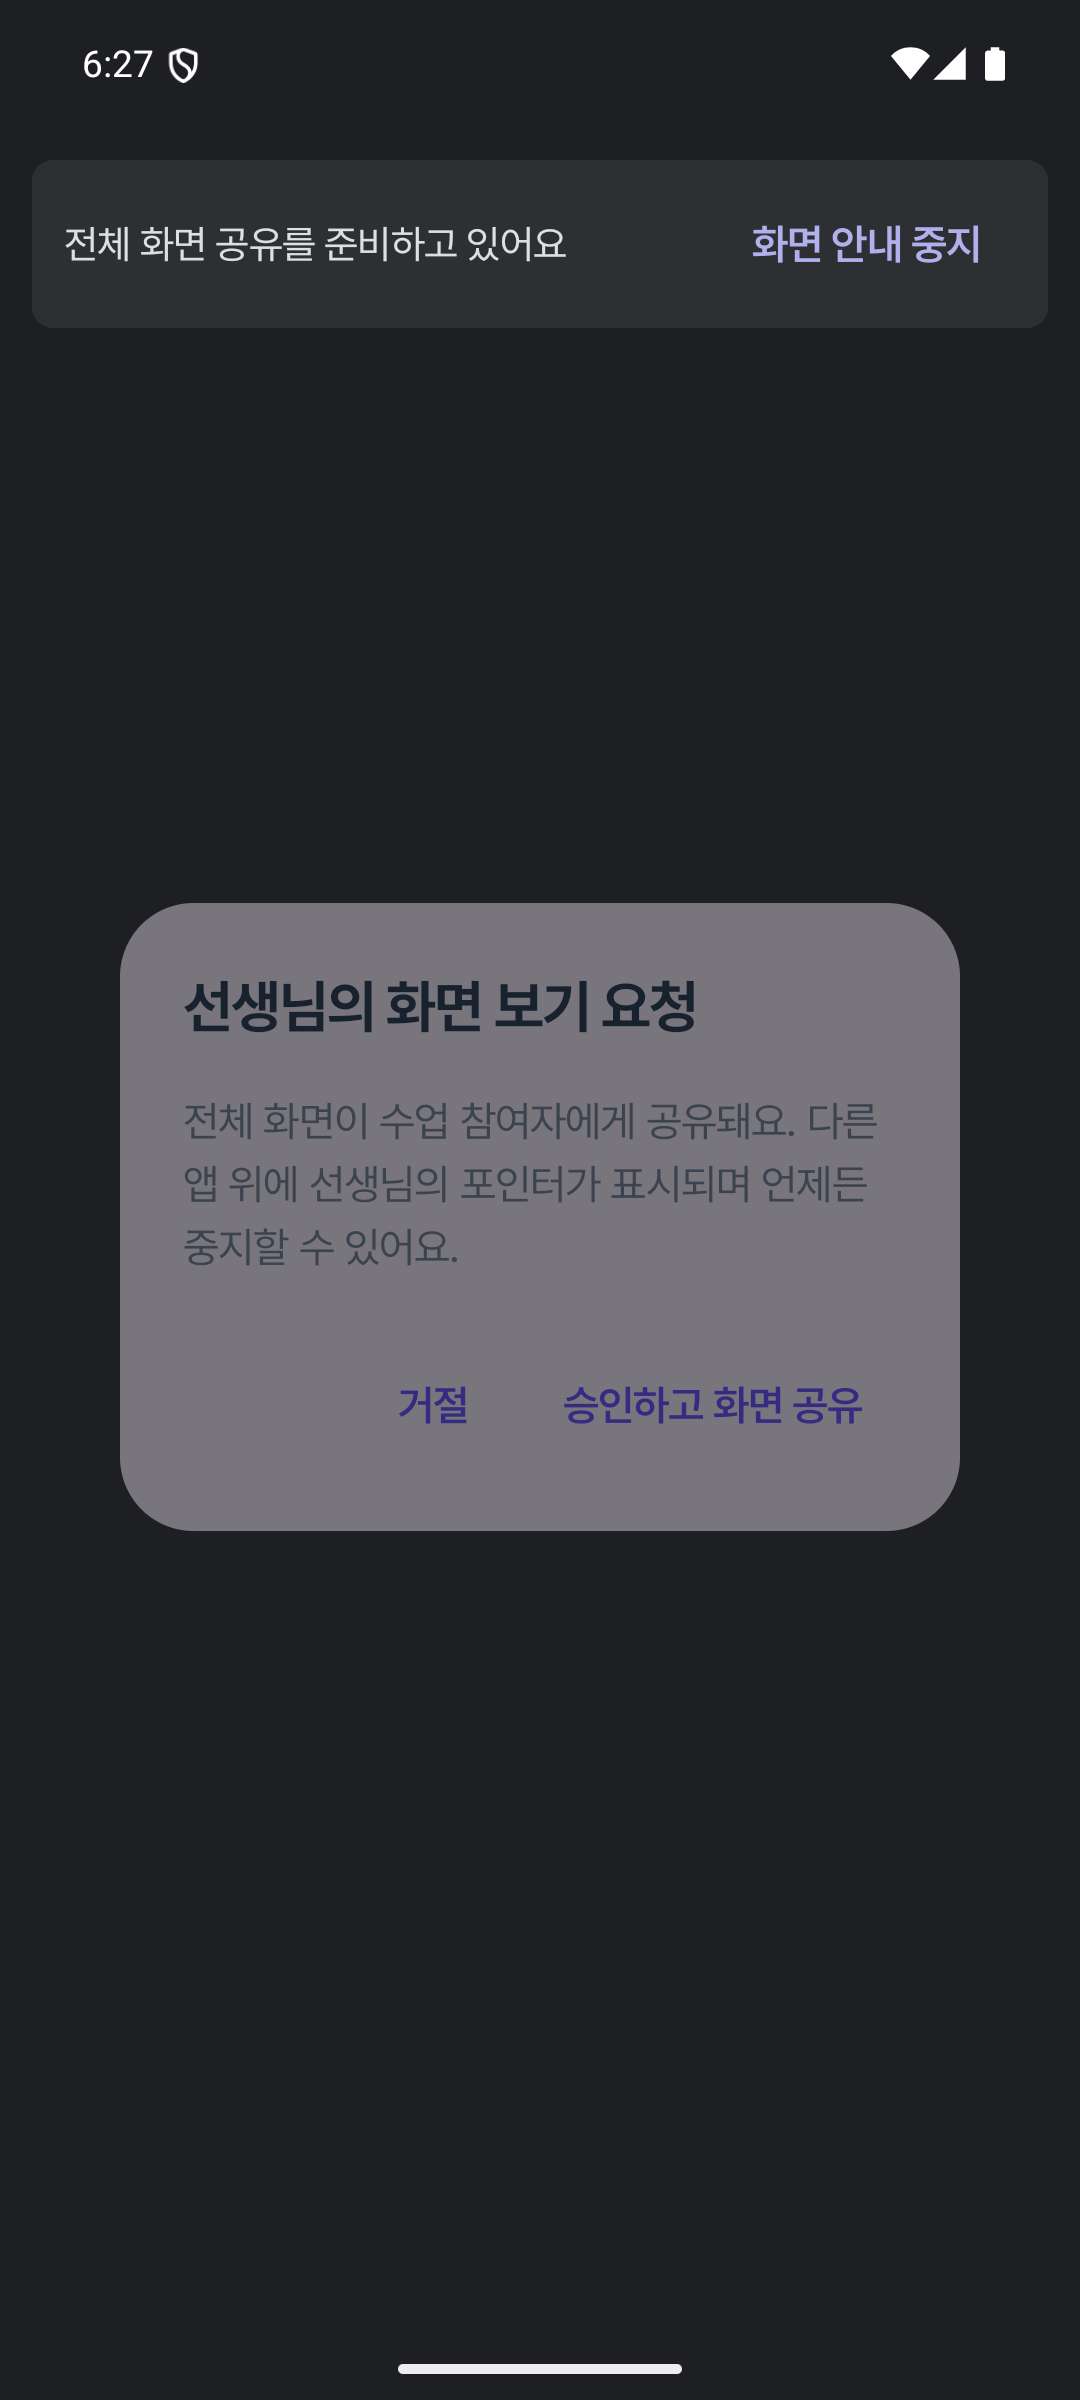 6:27
전체 화면 공유를 준비하고 있어요
화면 안내 중지
선생님의 화면 보기 요청
전체 화면이 수업 참여자에게 공유돼요. 다른
앱 위에 선생님의 포인터가 표시되며 언제든
중지할 수 있어요.
거절
승인하고 화면 공유